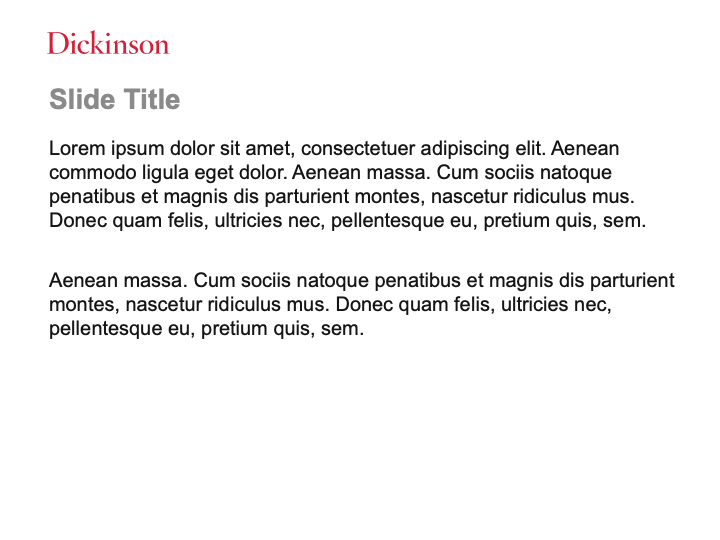 Dickinson
Slide Title
Lorem ipsum dolor sit amet, consectetuer adipiscing elit. Aenean
commodo ligula eget dolor. Aenean massa. Cum sociis natoque
penatibus et magnis dis parturient montes, nascetur ridiculus mus.
Donec quam felis, ultricies nec, pellentesque eu, pretium quis, sem.
Aenean massa. Cum sociis natoque penatibus et magnis dis parturient
montes, nascetur ridiculus mus. Donec quam felis, ultricies nec,
pellentesque eu, pretium quis, sem.